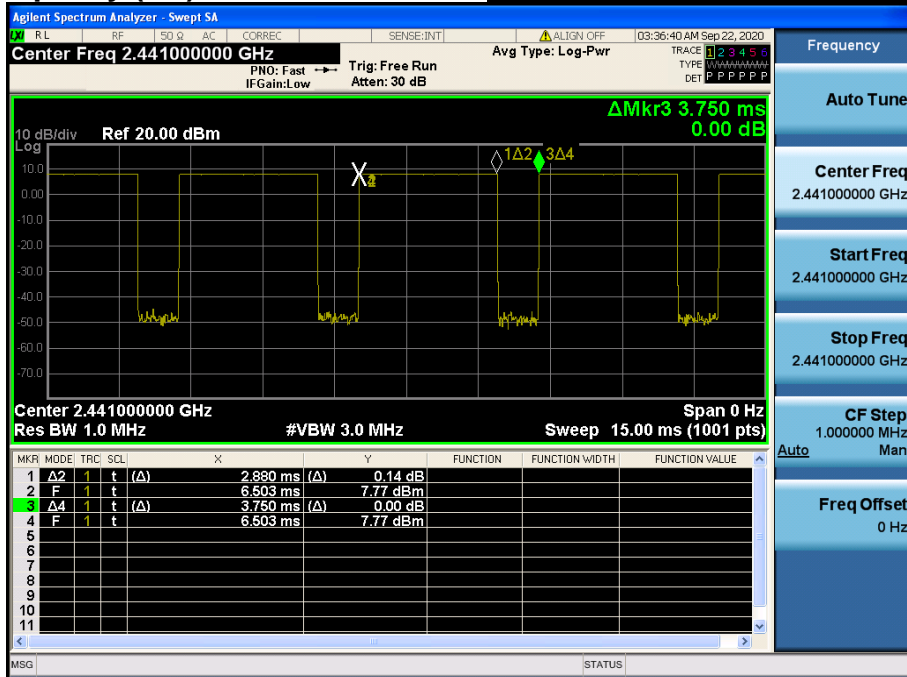 Agilent Spectrum Analyzer - Swept SA
LXI RL RF 50 Ω AC CORREC SENSE:INT ALIGN OFF 03:36:40 AM Sep 22, 2020
Center Freq 2.441000000 GHz
PNO: Fast
IFGain:Low
Trig: Free Run
Atten: 30 dB
Avg Type: Log-Pwr
TRACE 1 2 3 4 5 6
TYPE WWWWWW
DET P P P P P P
ΔMkr3 3.750 ms
0.00 dB
10 dB/div Ref 20.00 dBm
Log
10.0
0.00
-10.0
-20.0
-30.0
-40.0
-50.0
-60.0
-70.0
X
2
1Δ2
3Δ4
Center 2.441000000 GHz Span 0 Hz
Res BW 1.0 MHz #VBW 3.0 MHz Sweep 15.00 ms (1001 pts)
MKR MODE TRC SCL X Y FUNCTION FUNCTION WIDTH FUNCTION VALUE
1 Δ2 1 t (Δ) 2.880 ms (Δ) 0.14 dB
2 F 1 t 6.503 ms 7.77 dBm
3 Δ4 1 t (Δ) 3.750 ms (Δ) 0.00 dB
4 F 1 t 6.503 ms 7.77 dBm
5
6
7
8
9
10
11
MSG STATUS
Frequency
Auto Tune
Center Freq
2.441000000 GHz
Start Freq
2.441000000 GHz
Stop Freq
2.441000000 GHz
CF Step
1.000000 MHz
Auto Man
Freq Offset
0 Hz